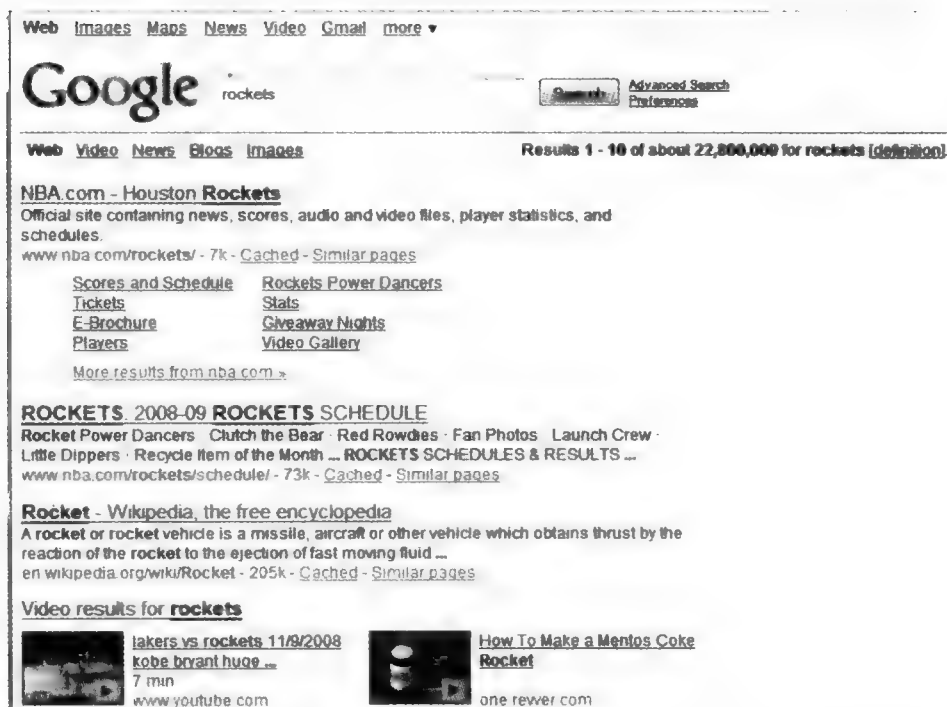 Web Images Maps News Video Gmail more ▼
Google rockets Search Advanced Search
Preferences
Web Video News Blogs Images Results 1 - 10 of about 22,800,000 for rockets [definition].
NBA.com - Houston Rockets
Official site containing news, scores, audio and video files, player statistics, and
schedules.
www.nba.com/rockets/ - 7k - Cached - Similar pages
Scores and Schedule Rockets Power Dancers
Tickets Stats
E-Brochure Giveaway Nights
Players Video Gallery
More results from nba.com »
ROCKETS. 2008-09 ROCKETS SCHEDULE
Rocket Power Dancers Clutch the Bear · Red Rowdies · Fan Photos Launch Crew ·
Little Dippers · Recycle Item of the Month ... ROCKETS SCHEDULES & RESULTS ...
www.nba.com/rockets/schedule/ - 73k - Cached - Similar pages
Rocket - Wikipedia, the free encyclopedia
A rocket or rocket vehicle is a missile, aircraft or other vehicle which obtains thrust by the
reaction of the rocket to the ejection of fast moving fluid ...
en.wikipedia.org/wiki/Rocket - 205k - Cached - Similar pages
Video results for rockets
lakers vs rockets 11/9/2008 How To Make a Mentos Coke
kobe bryant huge ... Rocket
7 min
www.youtube.com one.revver.com